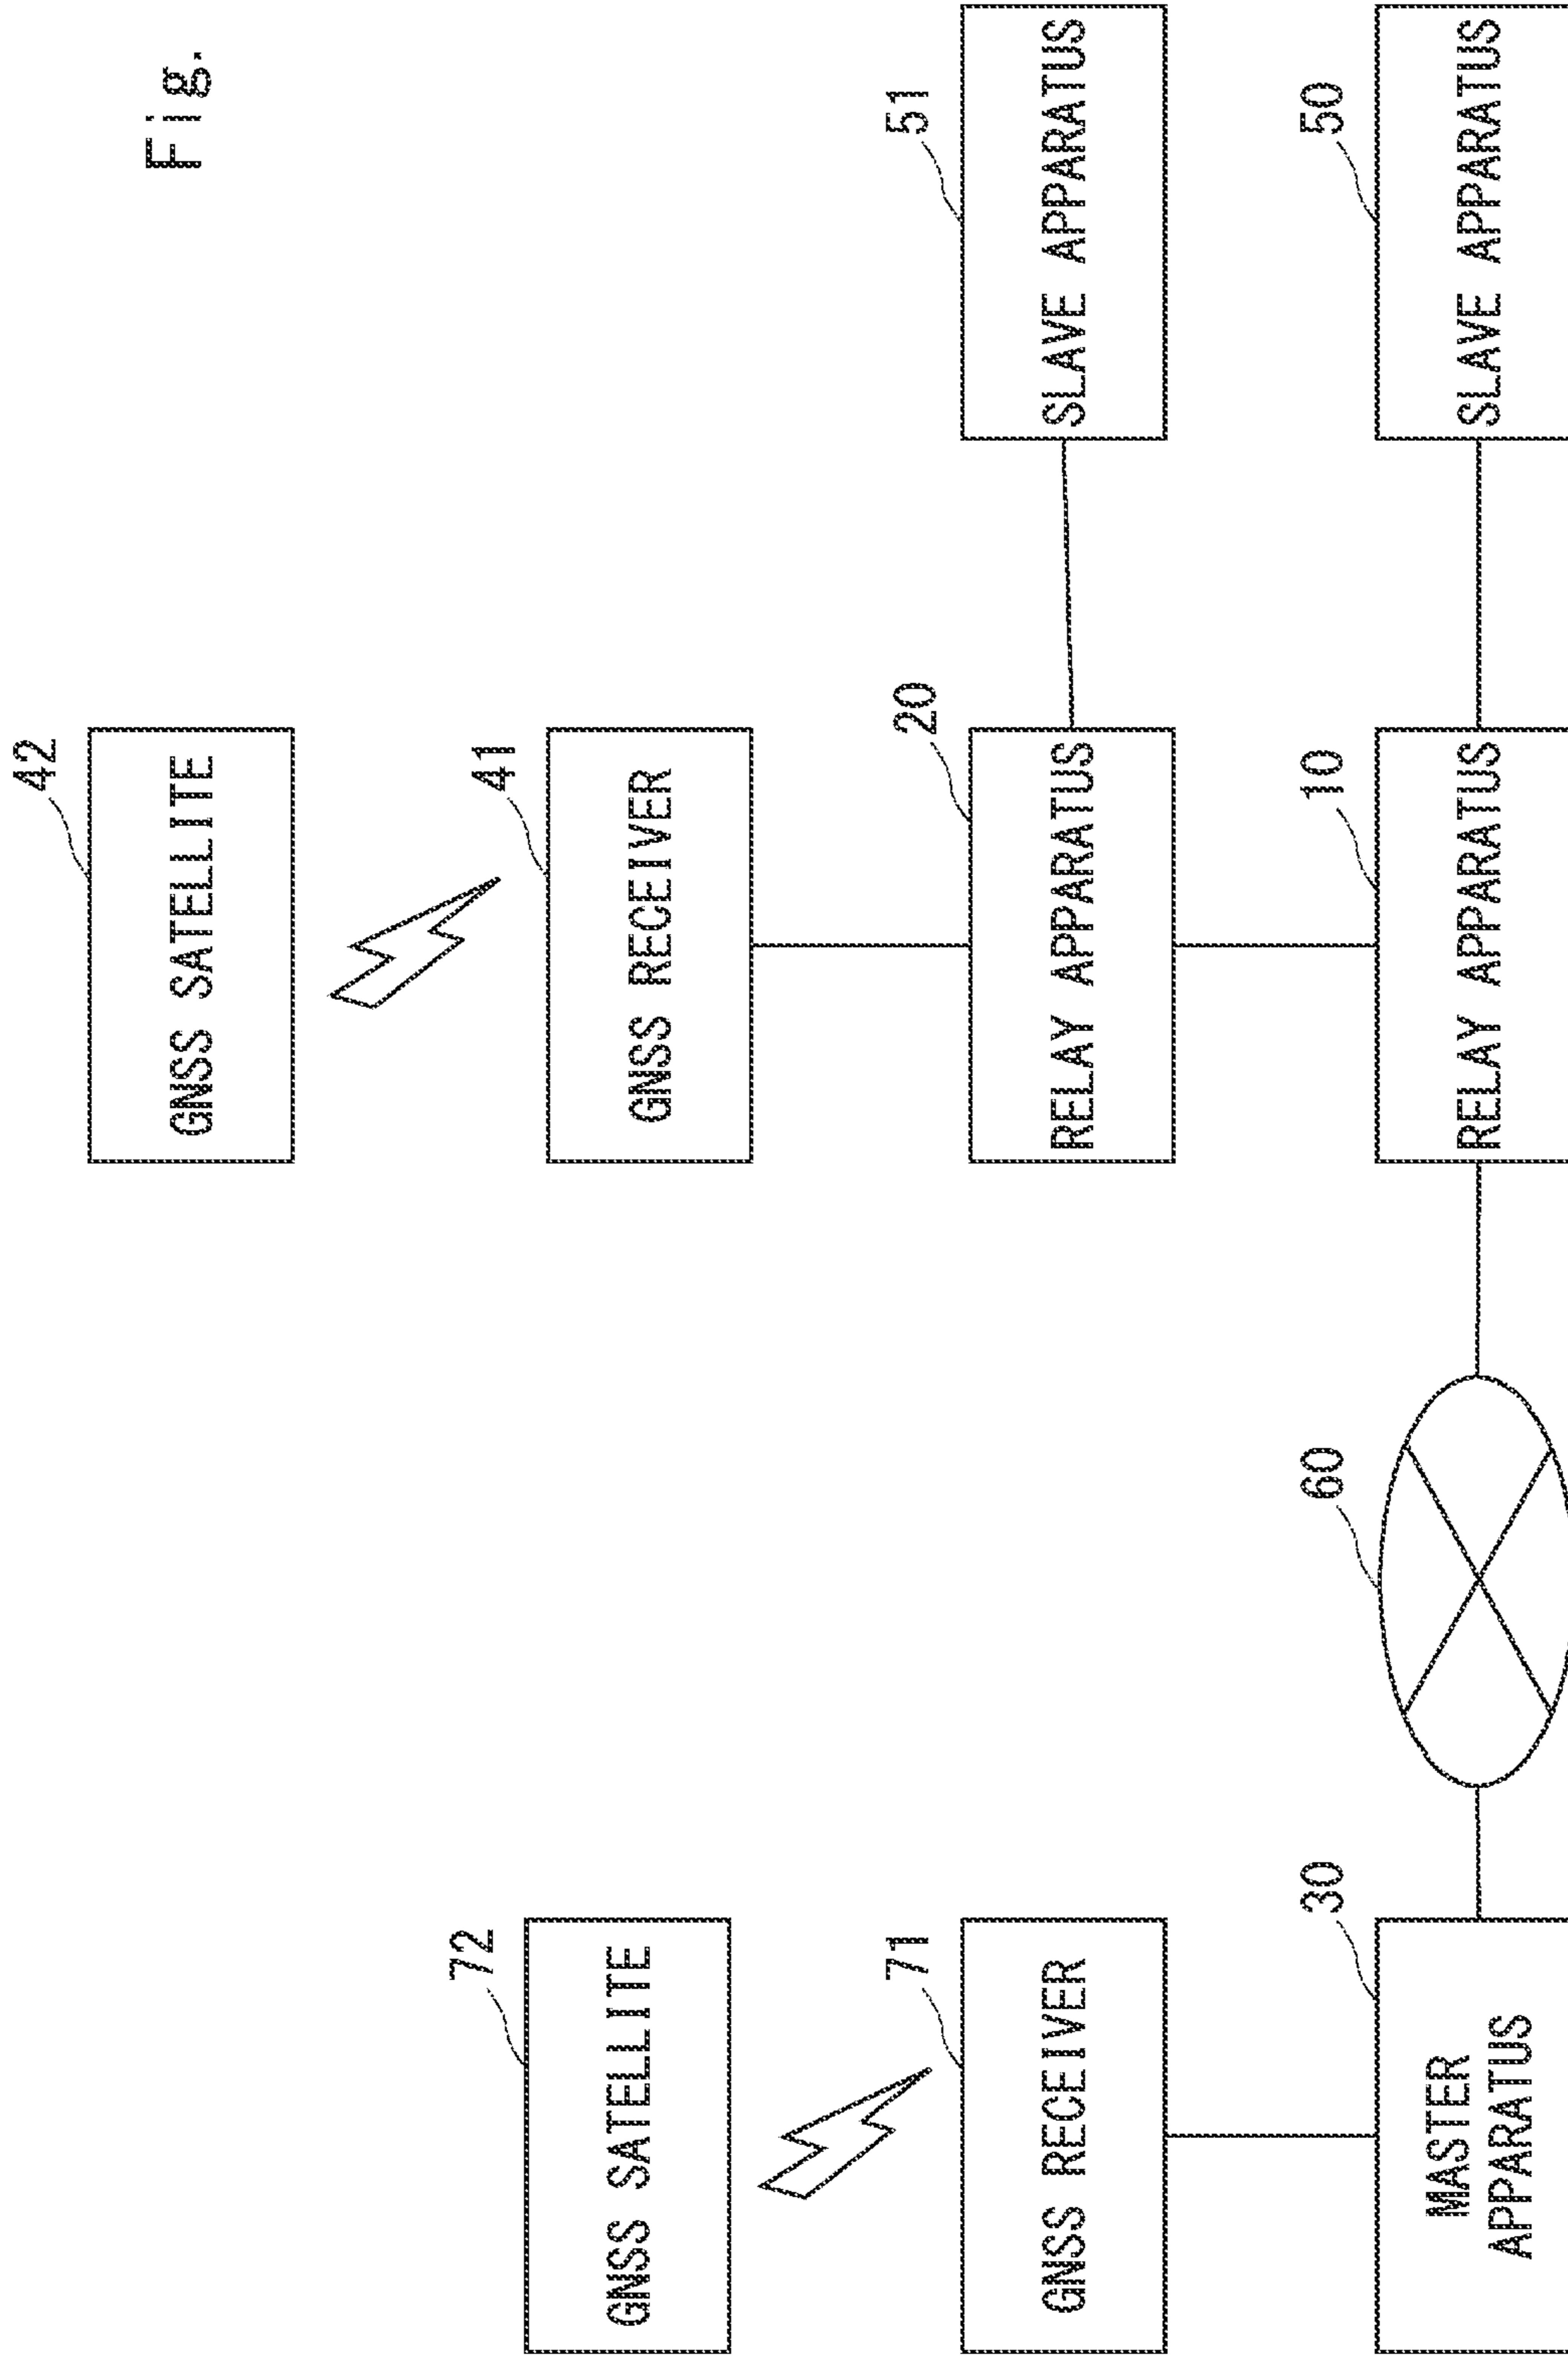 Fig.
42
GNSS SATELLITE
72
GNSS SATELLITE
41
GNSS RECEIVER
71
GNSS RECEIVER
20
RELAY APPARATUS
51
SLAVE APPARATUS
30
MASTER
APPARATUS
60
10
RELAY APPARATUS
50
SLAVE APPARATUS